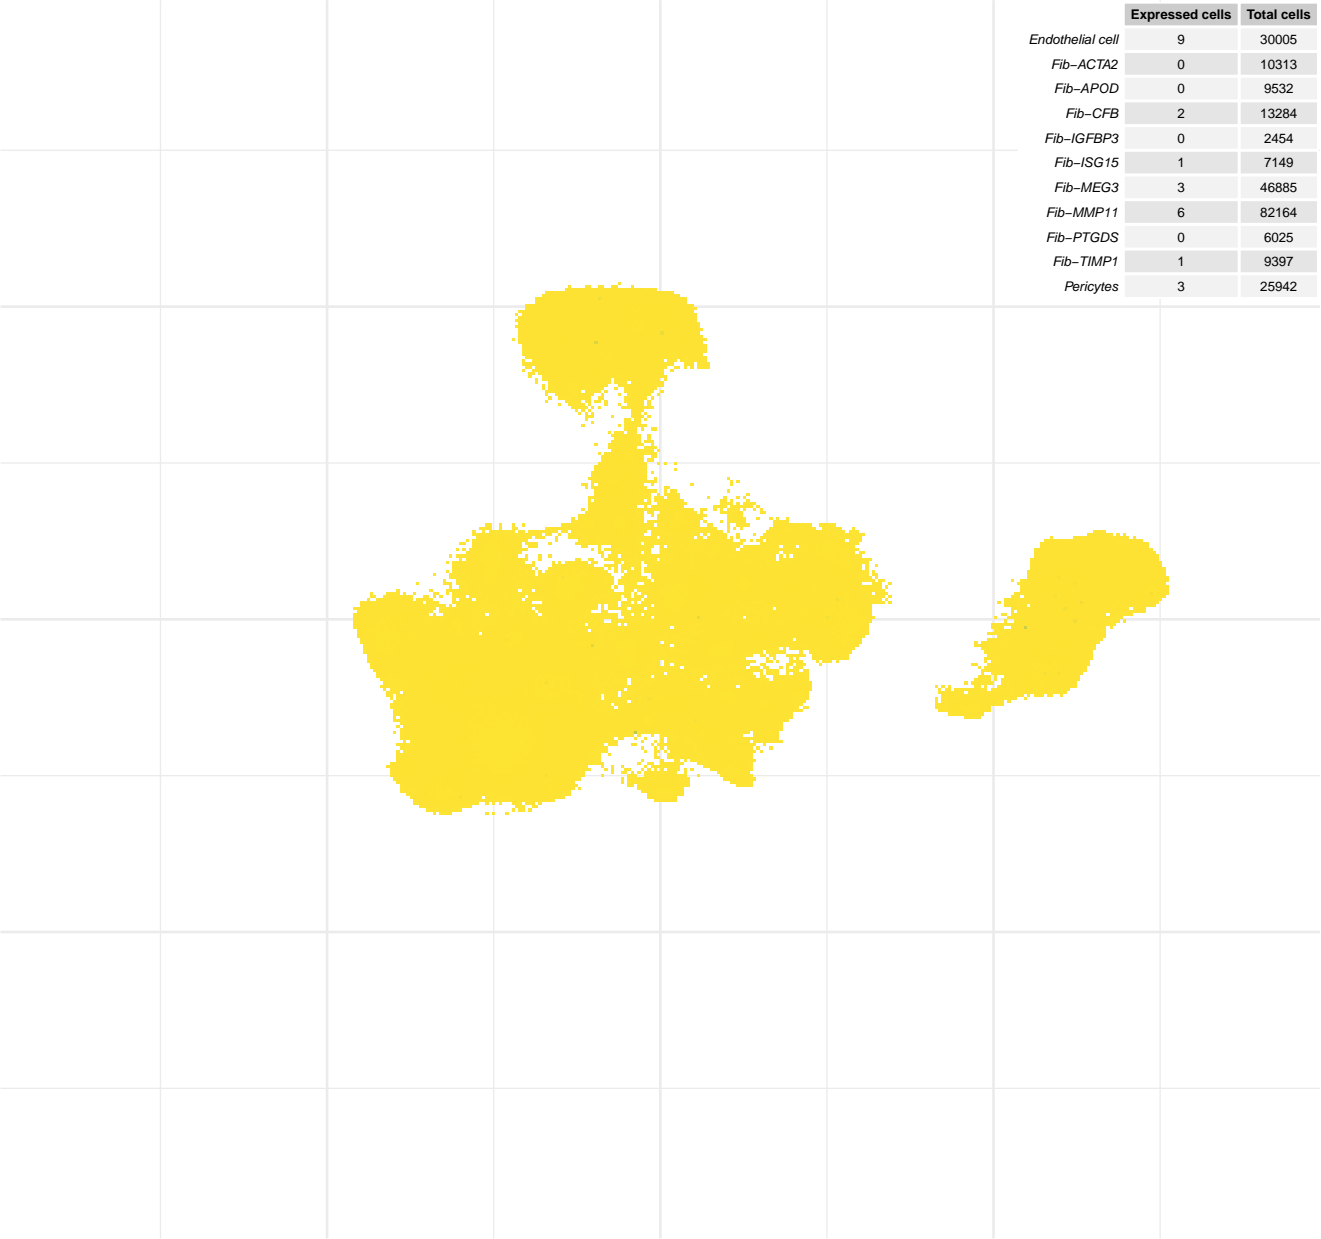 Expressed cells Total cells
Endothelial cell 9 30005
Fib−ACTA2 0 10313
Fib−APOD 0 9532
Fib−CFB 2 13284
Fib−IGFBP3 0 2454
Fib−ISG15 1 7149
Fib−MEG3 3 46885
Fib−MMP11 6 82164
Fib−PTGDS 0 6025
Fib−TIMP1 1 9397
Pericytes 3 25942